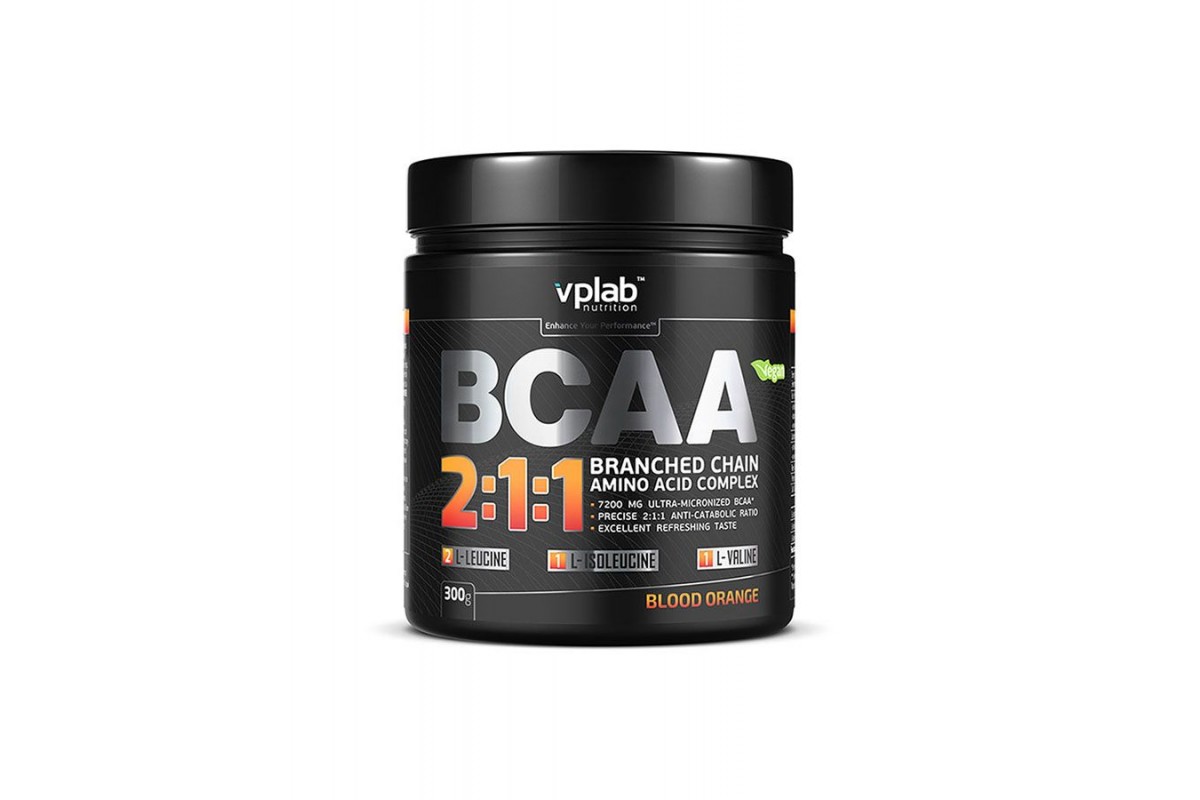 vplab™
nutrition
Enhance Your Performance™
BCAA
Vegan
2:1:1
BRANCHED CHAIN
AMINO ACID COMPLEX
7200 MG ULTRA-MICRONIZED BCAA*
PRECISE 2:1:1 ANTI-CATABOLIC RATIO
EXCELLENT REFRESHING TASTE
2 L-LEUCINE 1 L-ISOLEUCINE 1 L-VALINE
300g
BLOOD ORANGE